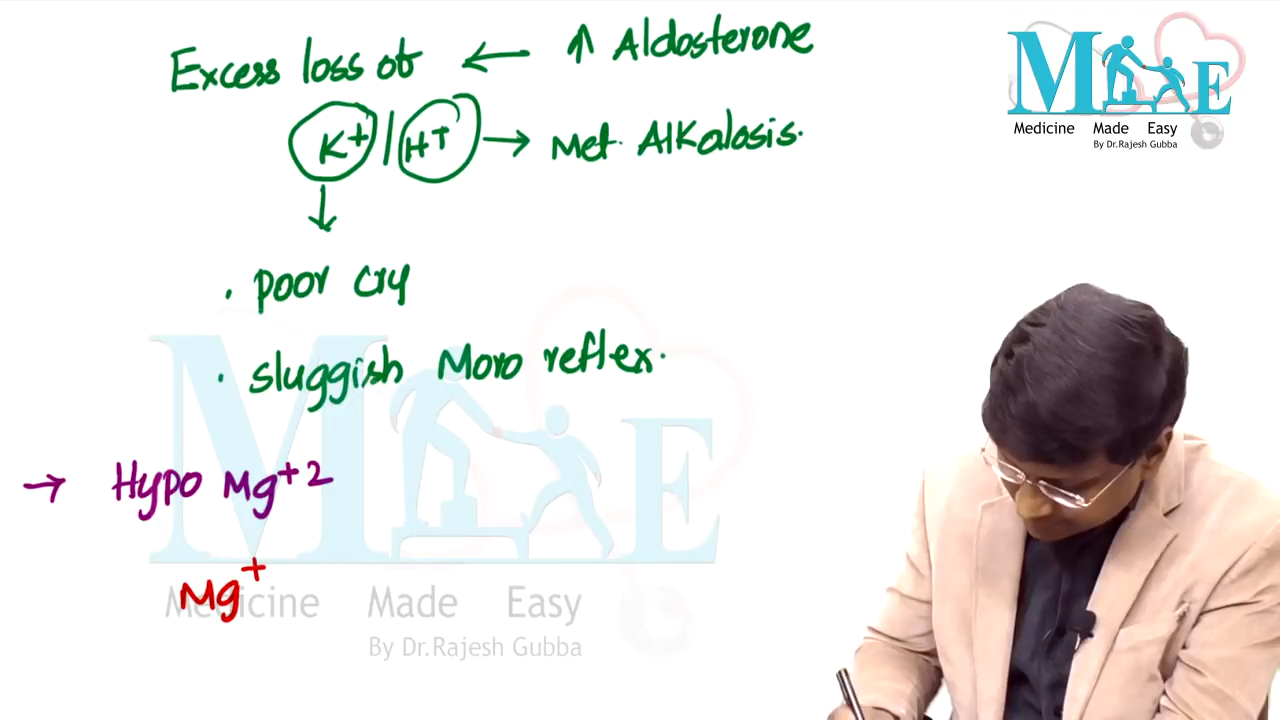 Excess loss of ← ↑ Aldosterone
K+ / H+ → Met. Alkalosis.
↓
• Poor cry
• Sluggish Moro reflex.
→ Hypo Mg+2
Mg+
M E
Medicine Made Easy
By Dr.Rajesh Gubba
M E
Medicine Made Easy
By Dr.Rajesh Gubba